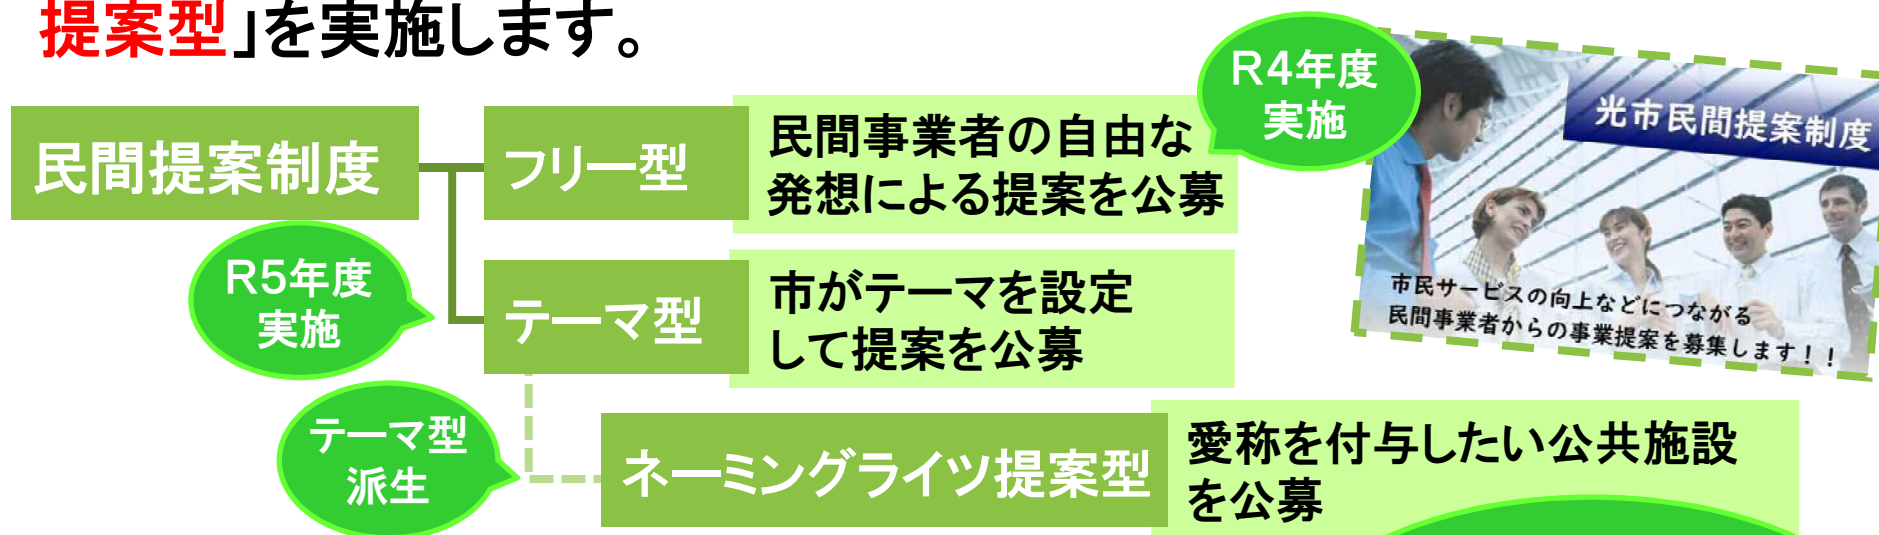 提案型」を実施します。
R4年度
実施
光市民間提案制度
民間提案制度
フリー型
民間事業者の自由な
発想による提案を公募
R5年度
実施
テーマ型
市がテーマを設定
して提案を公募
市民サービスの向上などにつながる
民間事業者からの事業提案を募集します！！
テーマ型
派生
ネーミングライツ提案型
愛称を付与したい公共施設
を公募